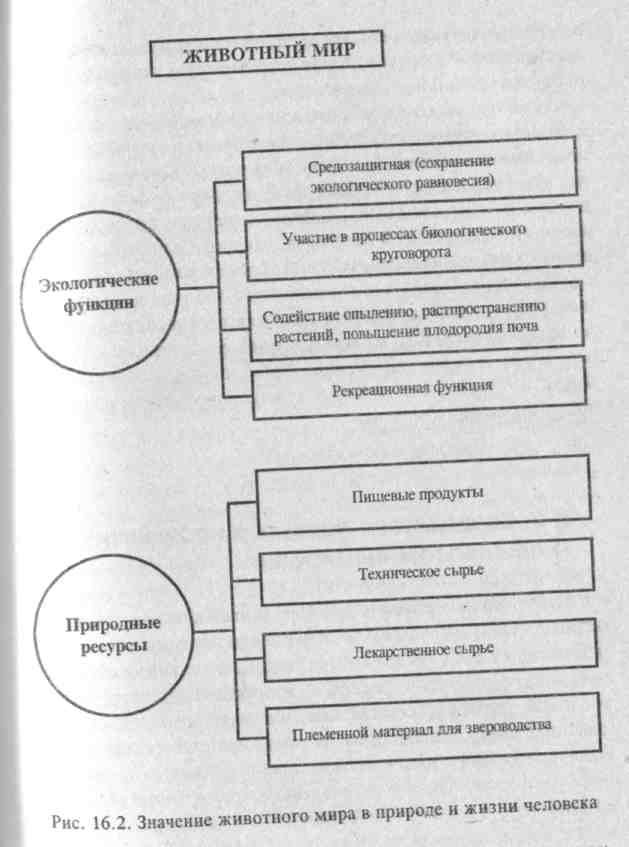 ЖИВОТНЫЙ МИР
Средозащитная (сохранение
экологического равновесия)
Участие в процессах биологического
круговорота
Экологические
функции
Содействие опылению, распространению
растений, повышение плодородия почв
Рекреационная функция
Пищевые продукты
Техническое сырье
Природные
ресурсы
Лекарственное сырье
Племенной материал для звероводства
Рис. 16.2. Значение животного мира в природе и жизни человека